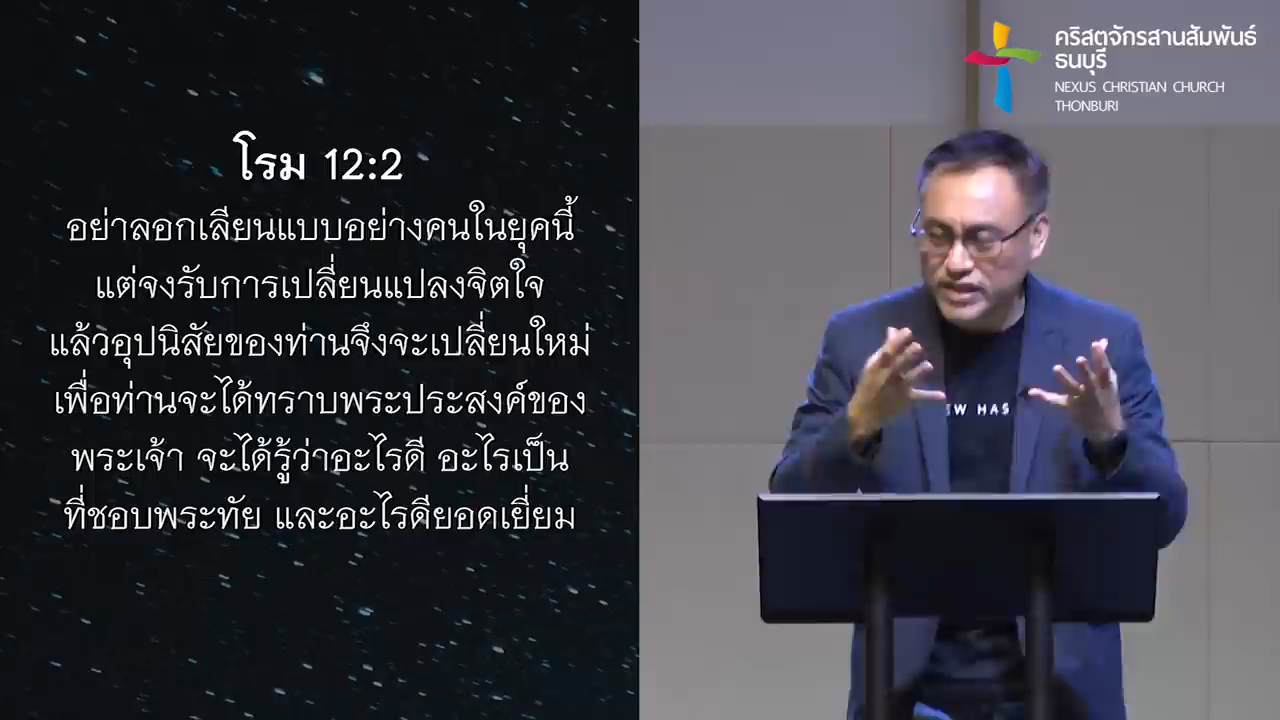 โรม 12:2
อย่าลอกเลียนแบบอย่างคนในยุคนี้
แต่จงรับการเปลี่ยนแปลงจิตใจ
แล้วอุปนิสัยของท่านจึงจะเปลี่ยนใหม่
เพื่อท่านจะได้ทราบพระประสงค์ของ
พระเจ้า จะได้รู้ว่าอะไรดี อะไรเป็น
ที่ชอบพระทัย และอะไรดียอดเยี่ยม
คริสตจักรสานสัมพันธ์
ธนบุรี
NEXUS CHRISTIAN CHURCH
THONBURI
EW HAS